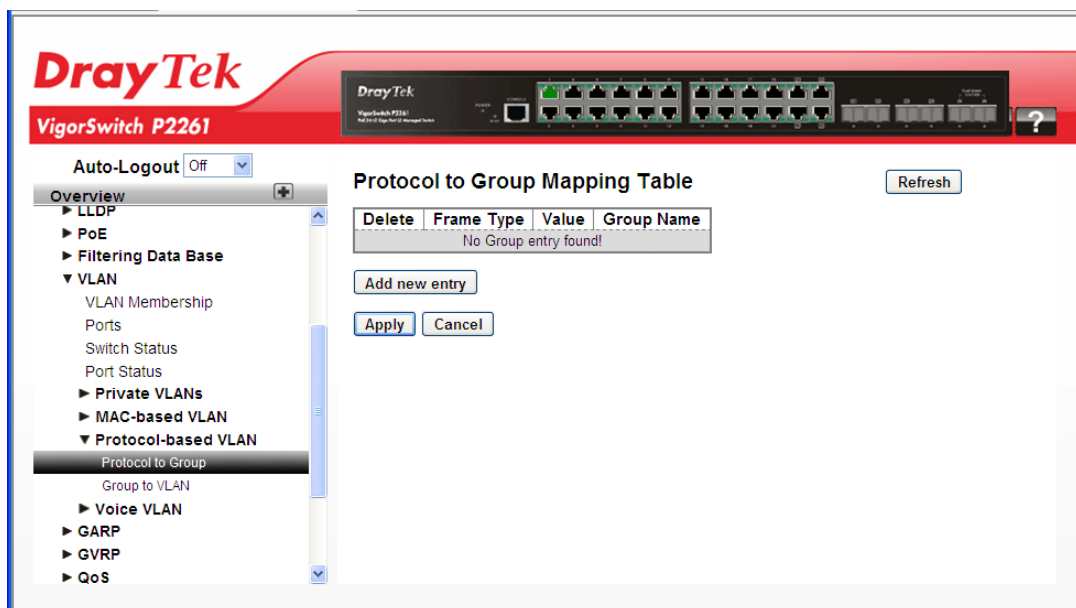 DrayTek
VigorSwitch P2261
DrayTek
VigorSwitch P2261
?
Auto-Logout Off
Overview
LLDP
PoE
Filtering Data Base
VLAN
VLAN Membership
Ports
Switch Status
Port Status
Private VLANs
MAC-based VLAN
Protocol-based VLAN
Protocol to Group
Group to VLAN
Voice VLAN
GARP
GVRP
QoS
Protocol to Group Mapping Table
Refresh
Delete Frame Type Value Group Name
No Group entry found!
Add new entry
Apply Cancel